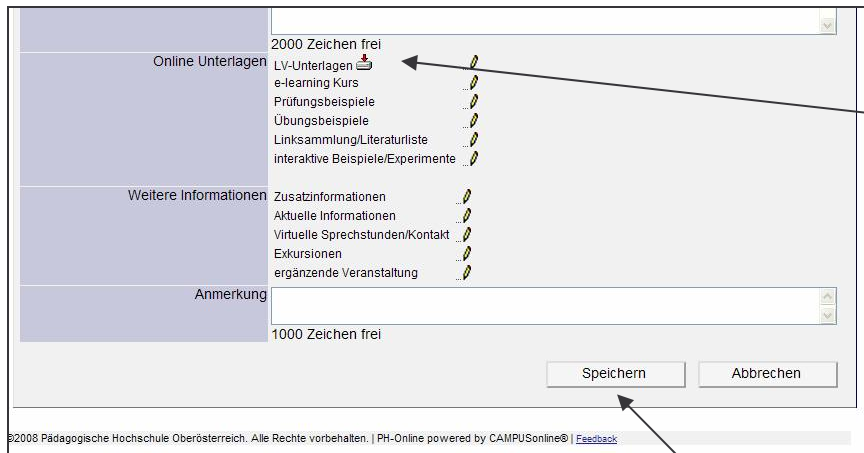 2000 Zeichen frei
Online Unterlagen LV-Unterlagen
e-learning Kurs
Prüfungsbeispiele
Übungsbeispiele
Linksammlung/Literaturliste
interaktive Beispiele/Experimente
Weitere Informationen Zusatzinformationen
Aktuelle Informationen
Virtuelle Sprechstunden/Kontakt
Exkursionen
ergänzende Veranstaltung
Anmerkung
1000 Zeichen frei
Speichern Abbrechen
©2008 Pädagogische Hochschule Oberösterreich. Alle Rechte vorbehalten. | PH-Online powered by CAMPUSonline® | Feedback